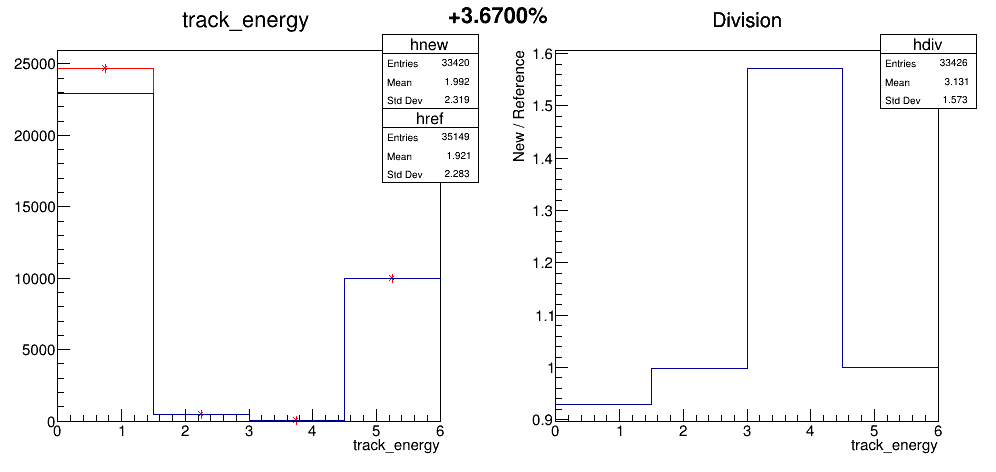 track_energy
+3.6700%
Division
hnew
Entries 33420
Mean 1.992
Std Dev 2.319
href
Entries 35149
Mean 1.921
Std Dev 2.283
25000
20000
15000
10000
5000
0
0 1 2 3 4 5 6
track_energy
hdiv
Entries 33426
Mean 3.131
Std Dev 1.573
New / Reference
1.6
1.5
1.4
1.3
1.2
1.1
1
0.9
0 1 2 3 4 5 6
track_energy